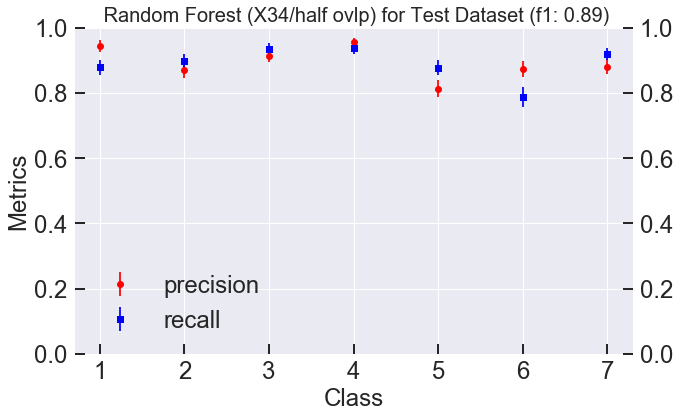 Random Forest (X34/half ovlp) for Test Dataset (f1: 0.89)
1.0 1.0
0.8 0.8
0.6 0.6
0.4 0.4
0.2 0.2
0.0 0.0
Metrics
precision
recall
1 2 3 4 5 6 7
Class